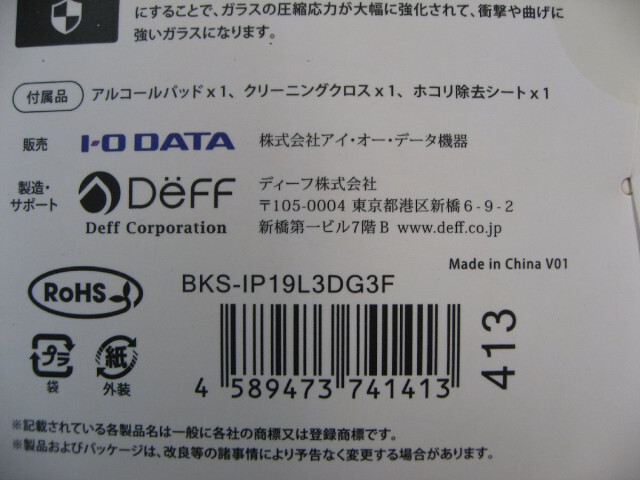 にすることで、ガラスの圧縮応力が大幅に強化されて、衝撃や曲げに
強いガラスになります。
付属品 アルコールパッド x 1、 クリーニングクロス x 1、 ホコリ除去シート x 1
販売 I-O DATA 株式会社アイ・オー・データ機器
製造・
サポート
DëFF
Deff Corporation
ディーフ株式会社
〒105-0004 東京都港区新橋 6 - 9 - 2
新橋第一ビル7階 B www.deff.co.jp
Made in China V01
RoHS
BKS-IP19L3DG3F
プラ
袋
紙
外装
4 589473 741413
413
※記載されている各製品名は一般に各社の商標又は登録商標です。
※製品およびパッケージは、改良等の諸事情により予告なく変更する場合があります。